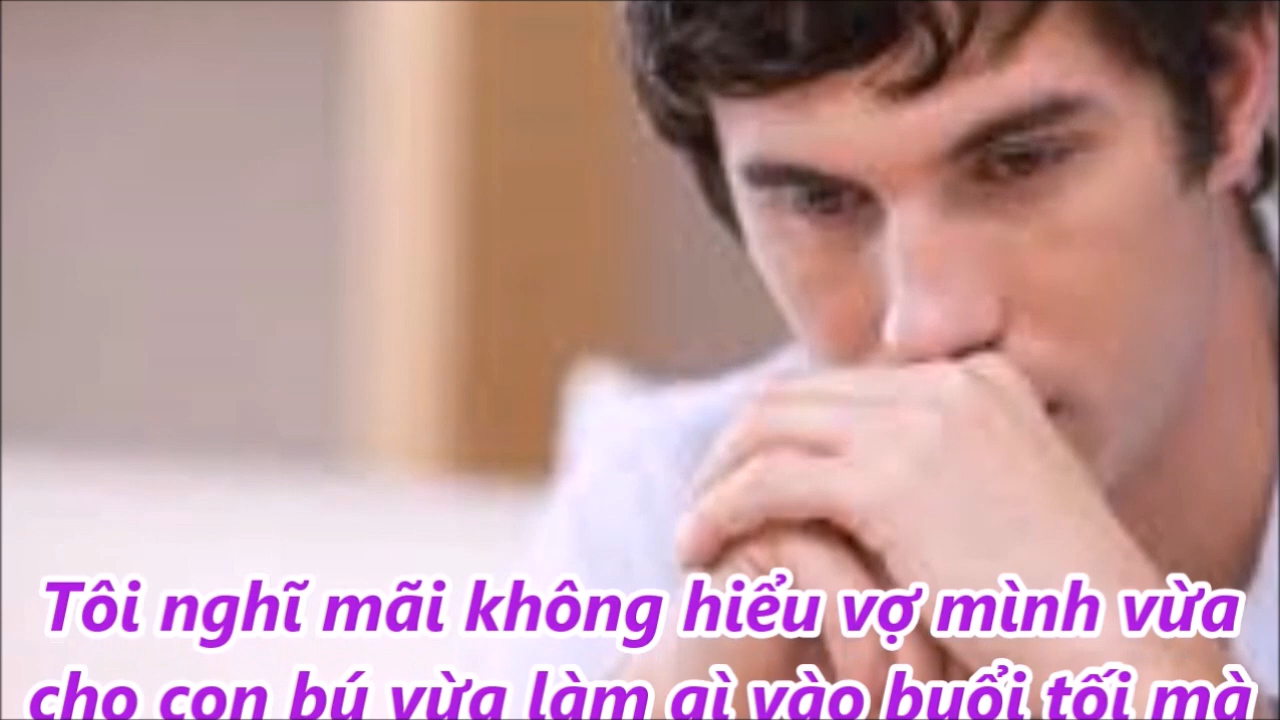 Tôi nghĩ mãi không hiểu vợ mình vừa
cho con bú vừa làm gì vào buổi tối mà